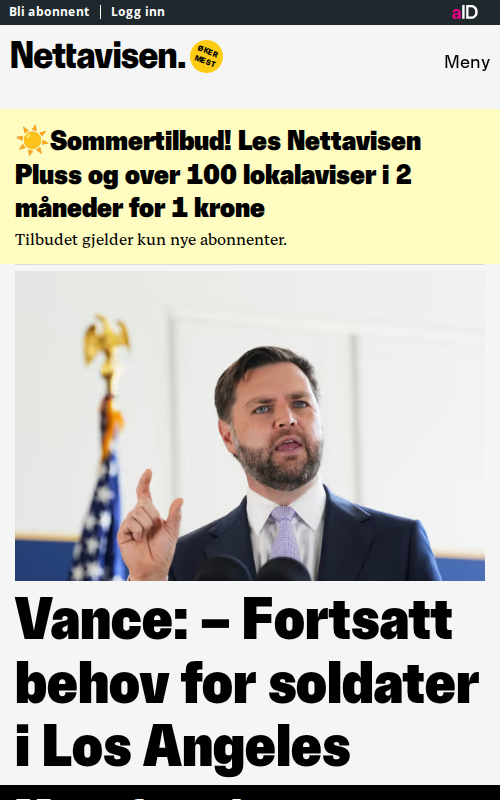 Bli abonnent | Logg inn
aID
Nettavisen.
ØKER
MEST
Meny
☀️Sommertilbud! Les Nettavisen
Pluss og over 100 lokalaviser i 2
måneder for 1 krone
Tilbudet gjelder kun nye abonnenter.
Vance: – Fortsatt
behov for soldater
i Los Angeles